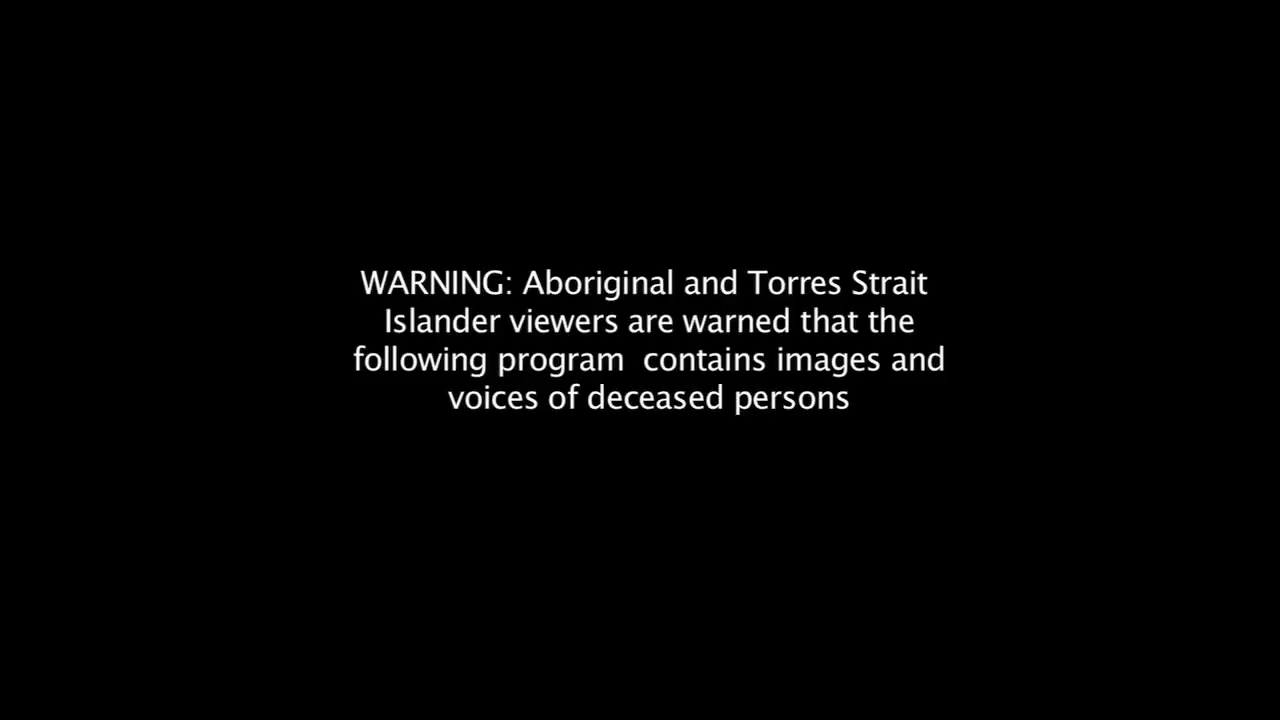 WARNING: Aboriginal and Torres Strait
Islander viewers are warned that the
following program  contains images and
voices of deceased persons